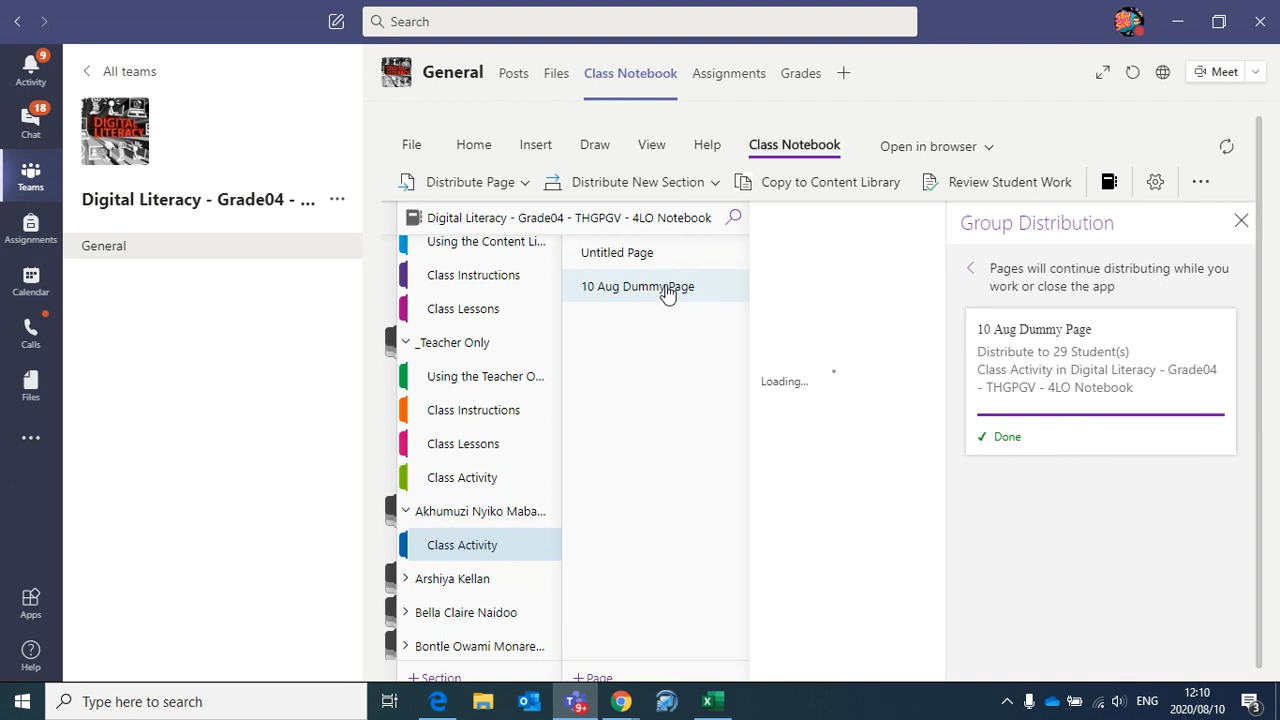 Search
9
Activity
18
Chat
Teams
Assignments
Calendar
Calls
Files
Apps
Help
All teams
DIGITAL
LITERACY
Digital Literacy - Grade04 - ...
General
General
Posts
Files
Class Notebook
Assignments
Grades
Meet
File
Home
Insert
Draw
View
Help
Class Notebook
Open in browser
Distribute Page
Distribute New Section
Copy to Content Library
Review Student Work
Digital Literacy - Grade04 - THGPGV - 4LO Notebook
Using the Content Li...
Class Instructions
Class Lessons
_Teacher Only
Using the Teacher O...
Class Instructions
Class Lessons
Class Activity
Akhumuzi Nyiko Maba...
Class Activity
Arshiya Kellan
Bella Claire Naidoo
Bontle Owami Monare...
Section
Untitled Page
10 Aug Dummy Page
Page
Loading...
Group Distribution
Pages will continue distributing while you
work or close the app
10 Aug Dummy Page
Distribute to 29 Student(s)
Class Activity in Digital Literacy - Grade04
- THGPGV - 4LO Notebook
Done
Type here to search
9+
ENG
12:10
2020/08/10
3